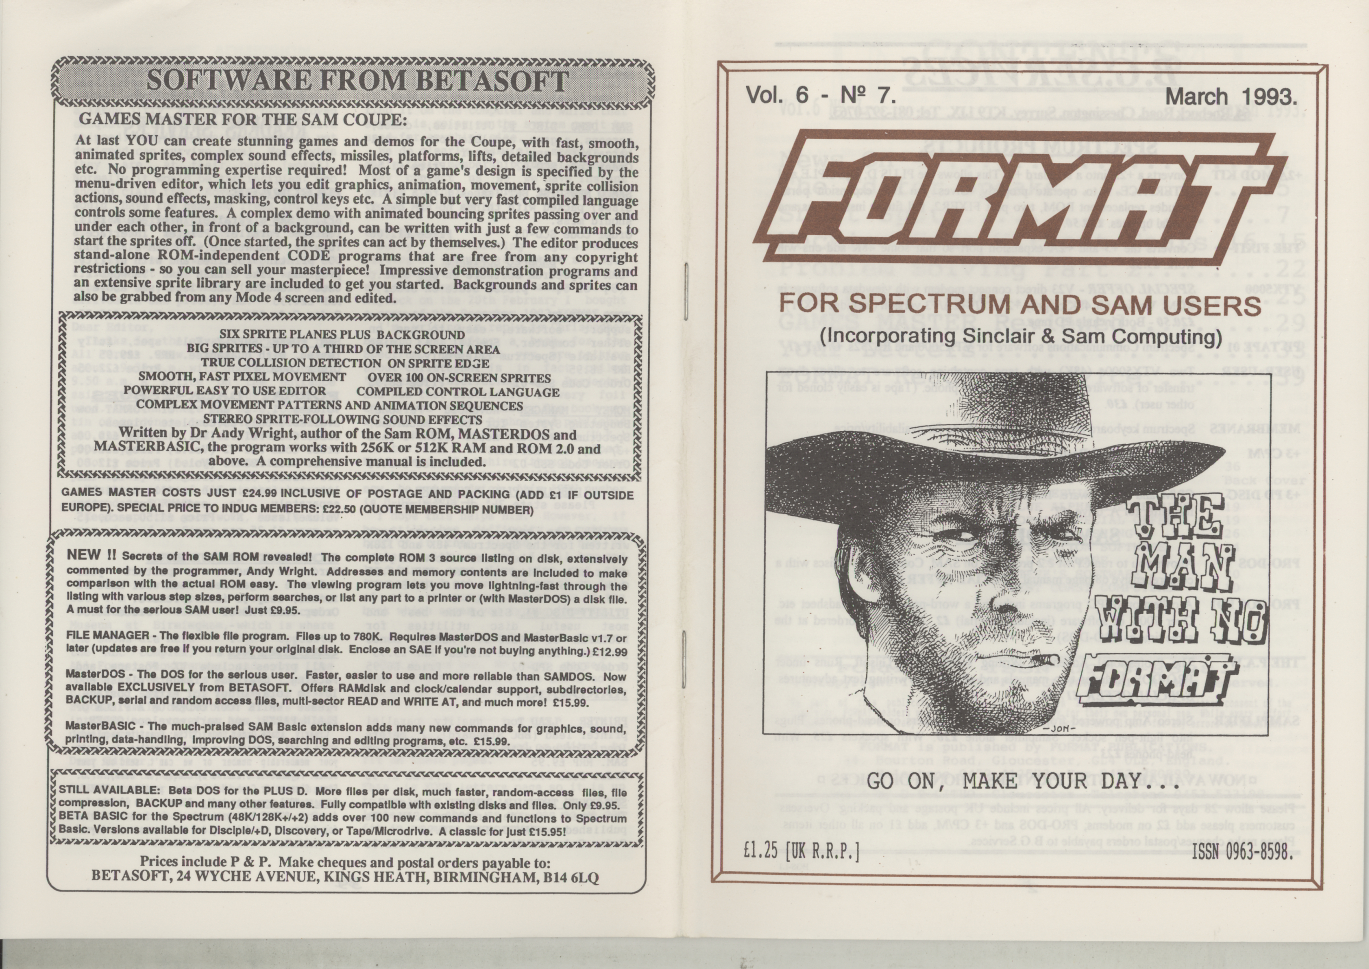 SOFTWARE FROM BETASOFT
GAMES MASTER FOR THE SAM COUPE:
At last YOU can create stunning games and demos for the Coupe, with fast, smooth,
animated sprites, complex sound effects, missiles, platforms, lifts, detailed backgrounds
etc. No programming expertise required! Most of a game's design is specified by the
menu-driven editor, which lets you edit graphics, animation, movement, sprite collision
actions, sound effects, masking, control keys etc. A simple but very fast compiled language
controls some features. A complex demo with animated bouncing sprites passing over and
under each other, in front of a background, can be written with just a few commands to
start the sprites off. (Once started, the sprites can act by themselves.) The editor produces
stand-alone ROM-independent CODE programs that are free from any copyright
restrictions - so you can sell your masterpiece! Impressive demonstration programs and
an extensive sprite library are included to get you started. Backgrounds and sprites can
also be grabbed from any Mode 4 screen and edited.
SIX SPRITE PLANES PLUS BACKGROUND
BIG SPRITES - UP TO A THIRD OF THE SCREEN AREA
TRUE COLLISION DETECTION ON SPRITE EDGE
SMOOTH, FAST PIXEL MOVEMENT OVER 100 ON-SCREEN SPRITES
POWERFUL EASY TO USE EDITOR COMPILED CONTROL LANGUAGE
COMPLEX MOVEMENT PATTERNS AND ANIMATION SEQUENCES
STEREO SPRITE-FOLLOWING SOUND EFFECTS
Written by Dr Andy Wright, author of the Sam ROM, MASTERDOS and
MASTERBASIC, the program works with 256K or 512K RAM and ROM 2.0 and
above. A comprehensive manual is included.
GAMES MASTER COSTS JUST £24.99 INCLUSIVE OF POSTAGE AND PACKING (ADD £1 IF OUTSIDE
EUROPE). SPECIAL PRICE TO INDUG MEMBERS: £22.50 (QUOTE MEMBERSHIP NUMBER)
NEW !! Secrets of the SAM ROM revealed! The complete ROM 3 source listing on disk, extensively
commented by the programmer, Andy Wright. Addresses and memory contents are included to make
comparison with the actual ROM easy. The viewing program lets you move lightning-fast through the
listing with various step sizes, perform searches, or list any part to a printer or (with MasterDOS) a disk file.
A must for the serious SAM user! Just £9.95.
FILE MANAGER - The flexible file program. Files up to 780K. Requires MasterDOS and MasterBasic v1.7 or
later (updates are free if you return your original disk. Enclose an SAE if you're not buying anything.) £12.99
MasterDOS - The DOS for the serious user. Faster, easier to use and more reliable than SAMDOS. Now
available EXCLUSIVELY from BETASOFT. Offers RAMdisk and clock/calendar support, subdirectories,
BACKUP, serial and random access files, multi-sector READ and WRITE AT, and much more! £15.99.
MasterBASIC - The much-praised SAM Basic extension adds many new commands for graphics, sound,
printing, data-handling, improving DOS, searching and editing programs, etc. £15.99.
STILL AVAILABLE: Beta DOS for the PLUS D. More files per disk, much faster, random-access files, file
compression, BACKUP and many other features. Fully compatible with existing disks and files. Only £9.95.
BETA BASIC for the Spectrum (48K/128K+/+2) adds over 100 new commands and functions to Spectrum
Basic. Versions available for Disciple/+D, Discovery, or Tape/Microdrive. A classic for just £15.95!
Prices include P & P. Make cheques and postal orders payable to:
BETASOFT, 24 WYCHE AVENUE, KINGS HEATH, BIRMINGHAM, B14 6LQ
Vol. 6 - Nº 7. March 1993.
FORMAT
FOR SPECTRUM AND SAM USERS
(Incorporating Sinclair & Sam Computing)
THE
MAN
WITH NO
FORMAT
-JOM-
GO ON, MAKE YOUR DAY...
£1.25 [UK R.R.P.] ISSN 0963-8598.